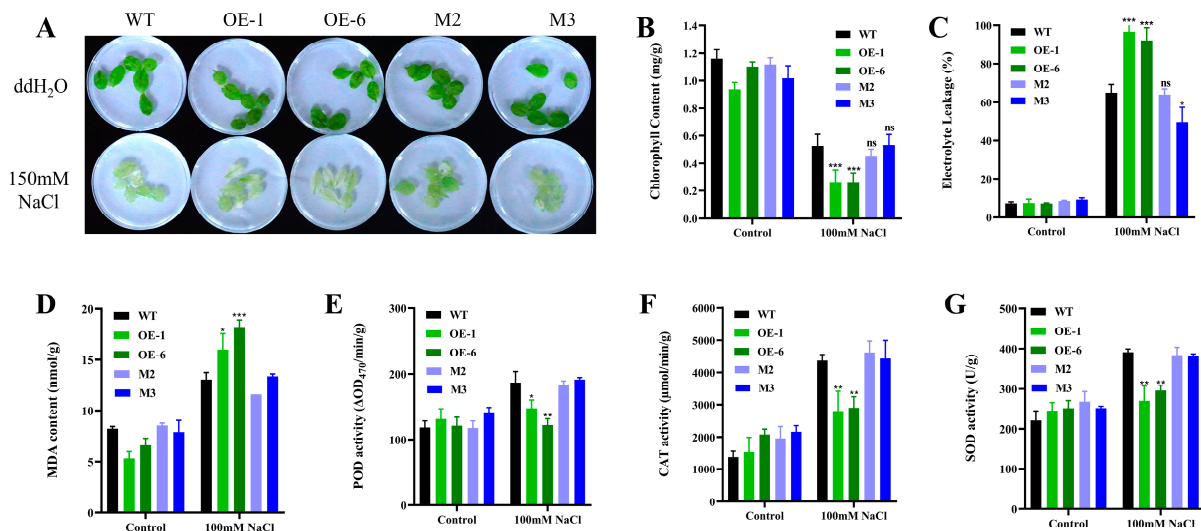 A
WT
OE-1
OE-6
M2
M3
ddH₂O
150mM
NaCl
B
Chlorophyll Content (mg/g)
1.6
1.4
1.2
1.0
0.8
0.6
0.4
0.2
0.0
WT
OE-1
OE-6
M2
M3
***
***
ns
ns
Control
100mM NaCl
C
Electrolyte Leakage (%)
100
80
60
40
20
0
WT
OE-1
OE-6
M2
M3
***
***
ns
*
Control
100mM NaCl
D
MDA content (nmol/g)
20
15
10
5
0
WT
OE-1
OE-6
M2
M3
*
***
Control
100mM NaCl
E
POD activity (ΔOD₄₇₀/min/g)
300
200
100
0
WT
OE-1
OE-6
M2
M3
*
**
Control
100mM NaCl
F
CAT activity (μmol/min/g)
6000
5000
4000
3000
2000
1000
0
WT
OE-1
OE-6
M2
M3
**
**
Control
100mM NaCl
G
SOD activity (U/g)
500
400
300
200
100
0
WT
OE-1
OE-6
M2
M3
**
**
Control
100mM NaCl